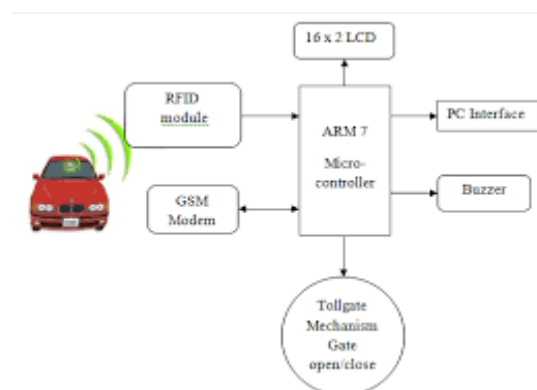 16 x 2 LCD
RFID
module
ARM 7
Micro-
controller
PC Interface
GSM
Modem
Buzzer
Tollgate
Mechanism
Gate
open/close